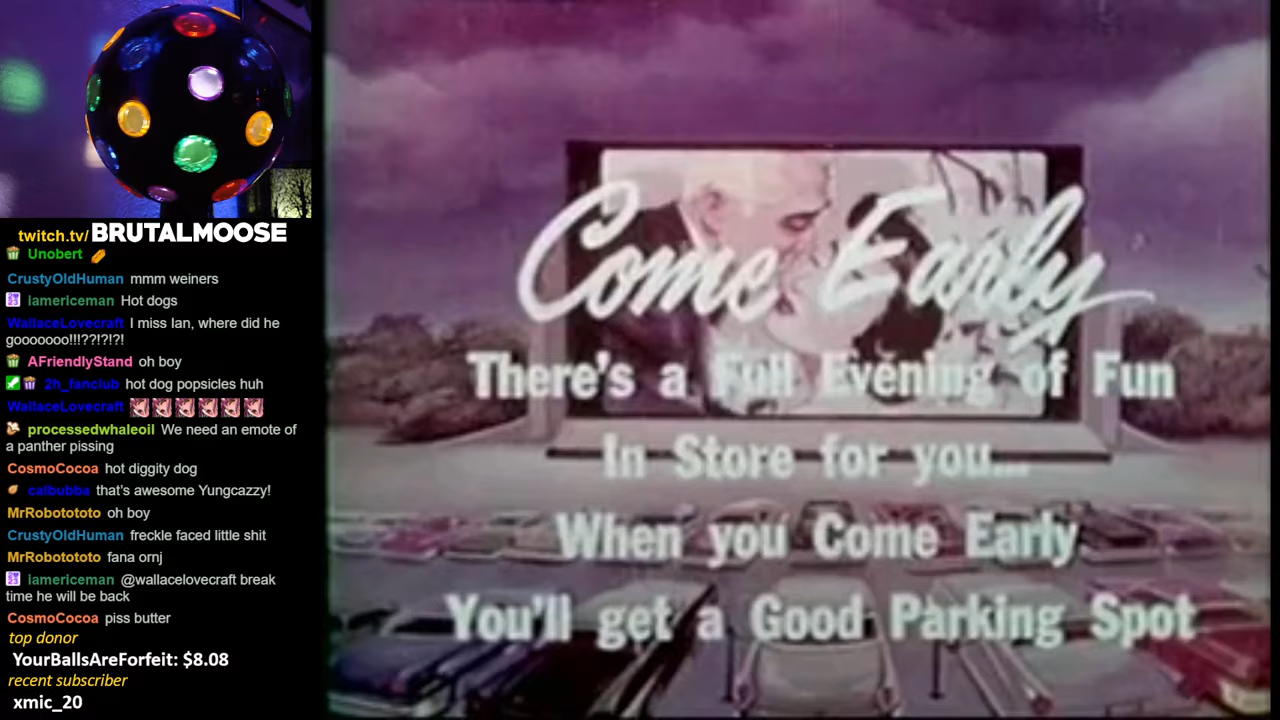 twitch.tv/BRUTALMOOSE
Unobert
CrustyOldHuman mmm weiners
iamericeman Hot dogs
WallaceLovecraft I miss Ian, where did he
gooooooo!!!??!?!?!
AFriendlyStand oh boy
2h_fanclub hot dog popsicles huh
WallaceLovecraft
processedwhaleoil We need an emote of
a panther pissing
CosmoCocoa hot diggity dog
calbubba that's awesome Yungcazzy!
MrRobotototo oh boy
CrustyOldHuman freckle faced little shit
MrRobotototo fana ornj
iamericeman @wallacelovecraft break
time he will be back
CosmoCocoa piss butter
top donor
YourBallsAreForfeit: $8.08
recent subscriber
xmic_20
Come Early
There's a Full Evening of Fun
In Store for you...
When you Come Early
You'll get a Good Parking Spot